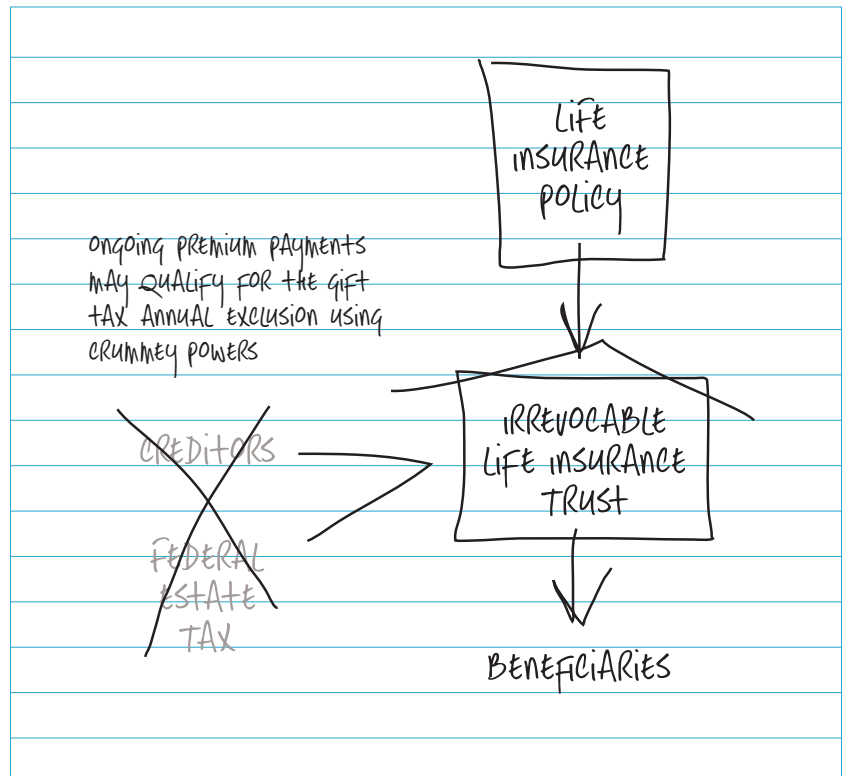 LIFE
INSURANCE
POLICY
ONGOING PREMIUM PAYMENTS
MAY QUALIFY FOR THE GIFT
TAX ANNUAL EXCLUSION USING
CRUMMEY POWERS
CREDITORS
FEDERAL
ESTATE
TAX
IRREVOCABLE
LIFE INSURANCE
TRUST
BENEFICIARIES